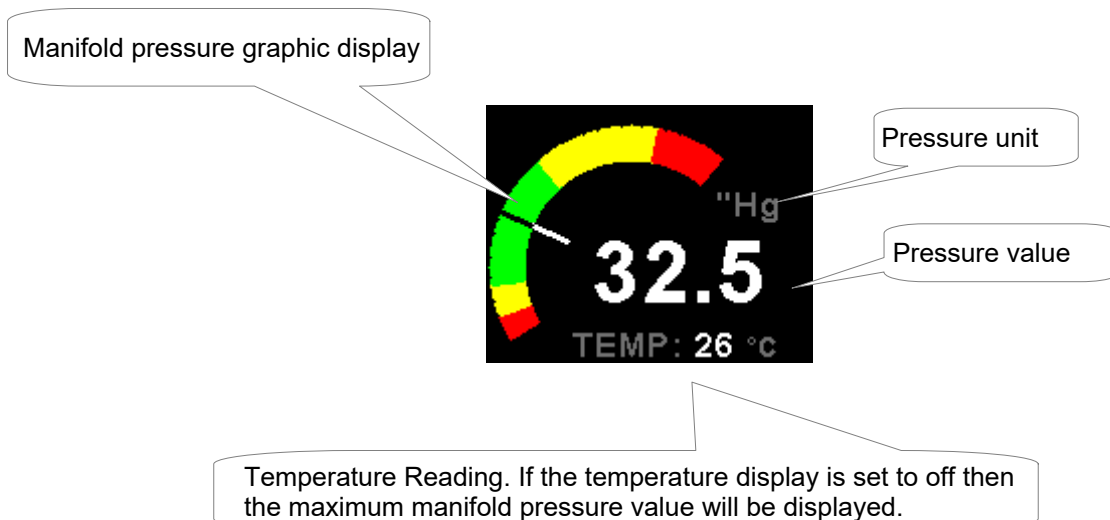 Manifold pressure graphic display
Pressure unit
"Hg
Pressure value
32.5
TEMP: 26 °C
Temperature Reading. If the temperature display is set to off then
the maximum manifold pressure value will be displayed.